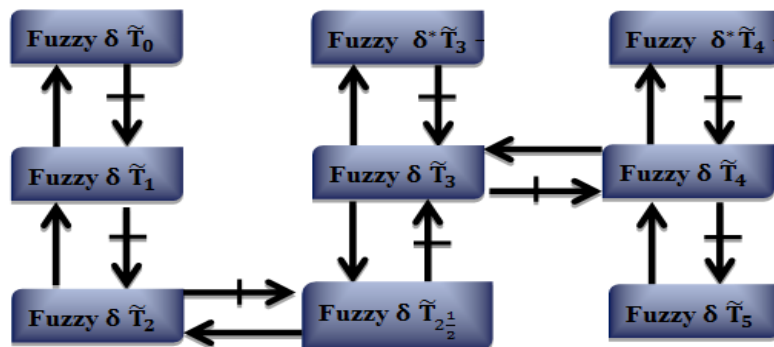 Fuzzy δ T̃₀
Fuzzy δ* T̃₃ -
Fuzzy δ* T̃₄ -
Fuzzy δ T̃₁
Fuzzy δ T̃₃
Fuzzy δ T̃₄
Fuzzy δ T̃₂
Fuzzy δ T̃₂½
Fuzzy δ T̃₅